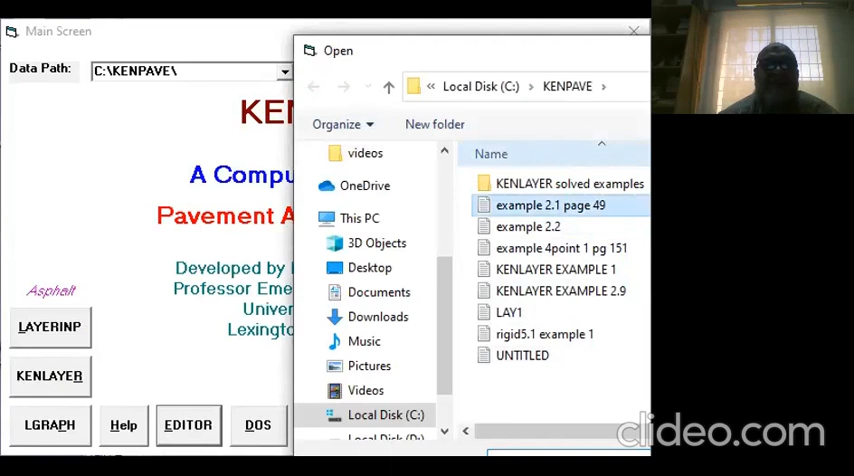 Main Screen
Data Path:
C:\KENPAVE\
KEN
A Compu
Pavement A
Developed by
Professor Eme
Univer
Lexingto
Asphalt
LAYERINP
KENLAYER
LGRAPH
Help
EDITOR
DOS
Open
« Local Disk (C:) › KENPAVE ›
Organize
New folder
videos
OneDrive
This PC
3D Objects
Desktop
Documents
Downloads
Music
Pictures
Videos
Local Disk (C:)
Local Disk (D:)
Name
KENLAYER solved examples
example 2.1 page 49
example 2.2
example 4point 1 pg 151
KENLAYER EXAMPLE 1
KENLAYER EXAMPLE 2.9
LAY1
rigid5.1 example 1
UNTITLED
clideo.com